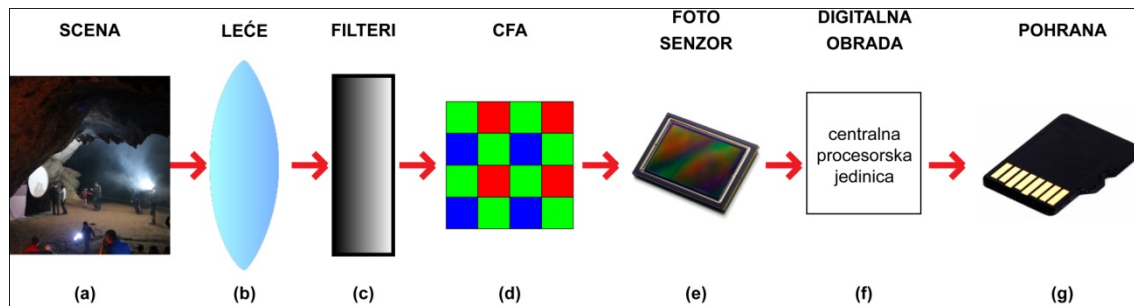 SCENA
LEĆE
FILTERI
CFA
FOTO
SENZOR
DIGITALNA
OBRADA
POHRANA
centralna
procesorska
jedinica
(a)
(b)
(c)
(d)
(e)
(f)
(g)